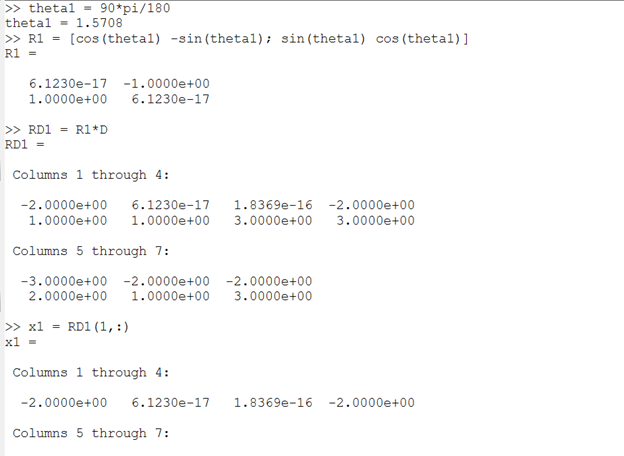 >> theta1 = 90*pi/180
theta1 = 1.5708
>> R1 = [cos(theta1) -sin(theta1); sin(theta1) cos(theta1)]
R1 =
6.1230e-17 -1.0000e+00
1.0000e+00 6.1230e-17
>> RD1 = R1*D
RD1 =
Columns 1 through 4:
-2.0000e+00 6.1230e-17 1.8369e-16 -2.0000e+00
1.0000e+00 1.0000e+00 3.0000e+00 3.0000e+00
Columns 5 through 7:
-3.0000e+00 -2.0000e+00 -2.0000e+00
2.0000e+00 1.0000e+00 3.0000e+00
>> x1 = RD1(1,:)
x1 =
Columns 1 through 4:
-2.0000e+00 6.1230e-17 1.8369e-16 -2.0000e+00
Columns 5 through 7: